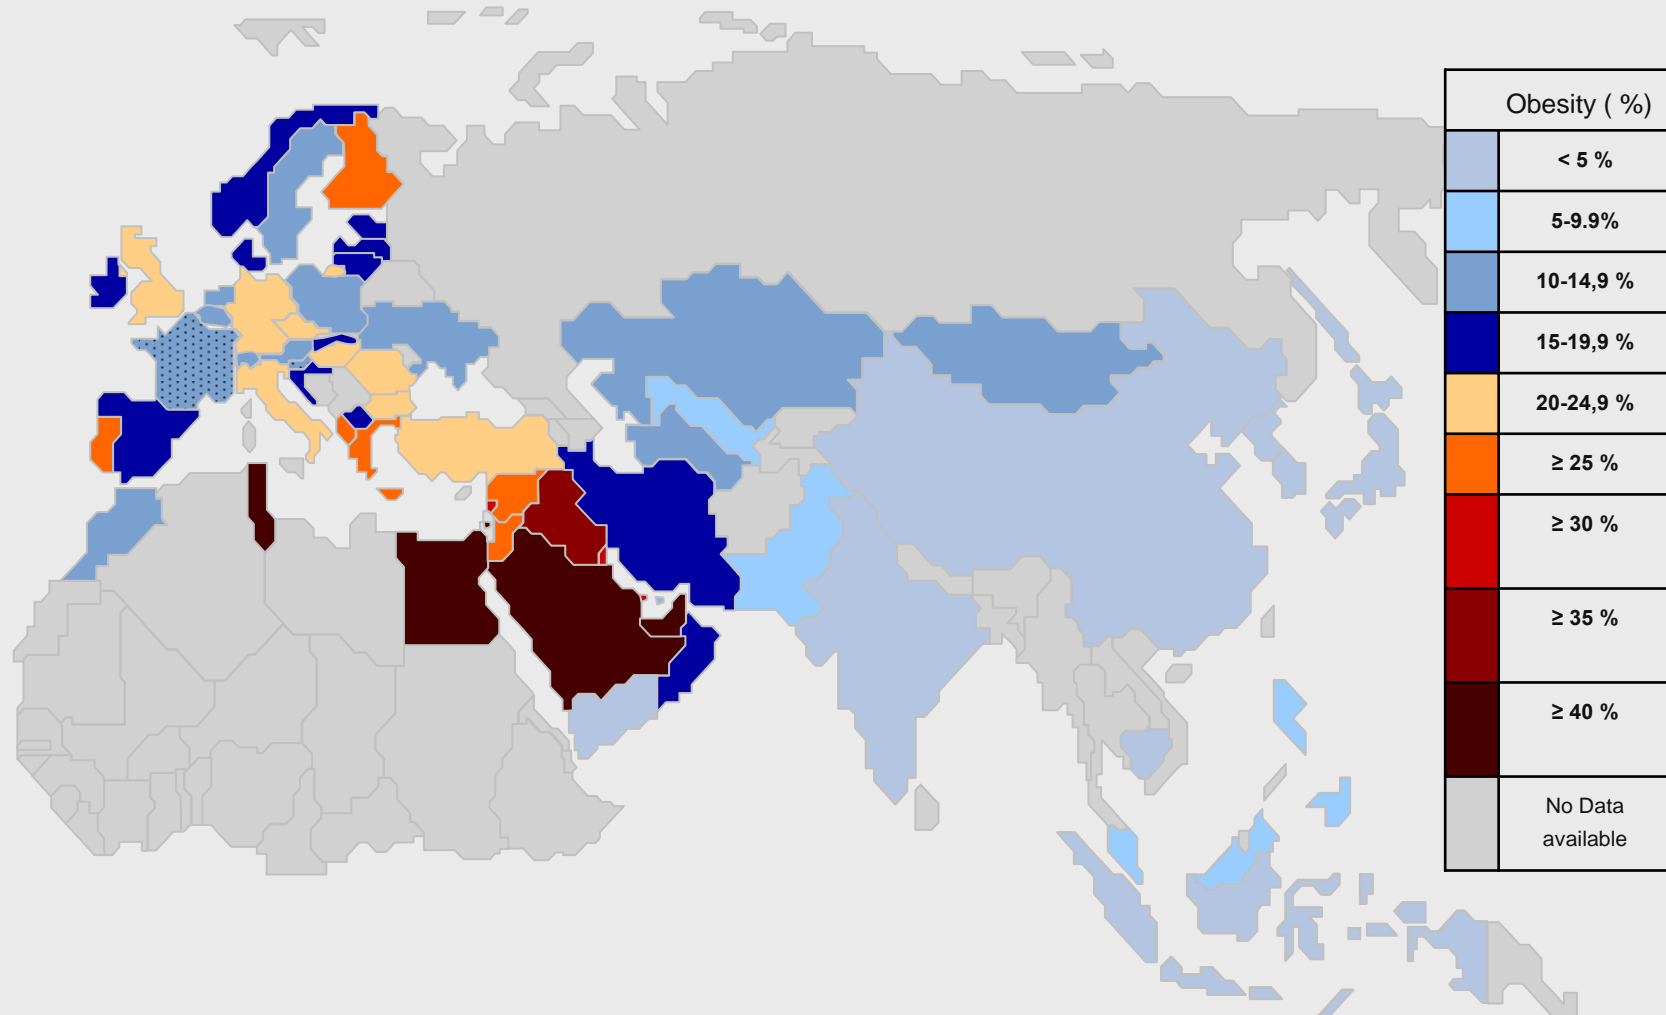 Obesity ( %)
< 5 %
5-9.9%
10-14,9 %
15-19,9 %
20-24,9 %
≥ 25 %
≥ 30 %
≥ 35 %
≥ 40 %
No Data
available